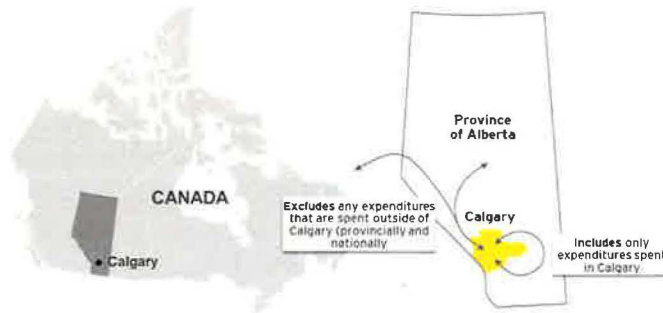 CANADA
Calgary
Province
of Alberta
Excludes any expenditures
that are spent outside of
Calgary (provincially and
nationally
Calgary
Includes only
expenditures spent
in Calgary